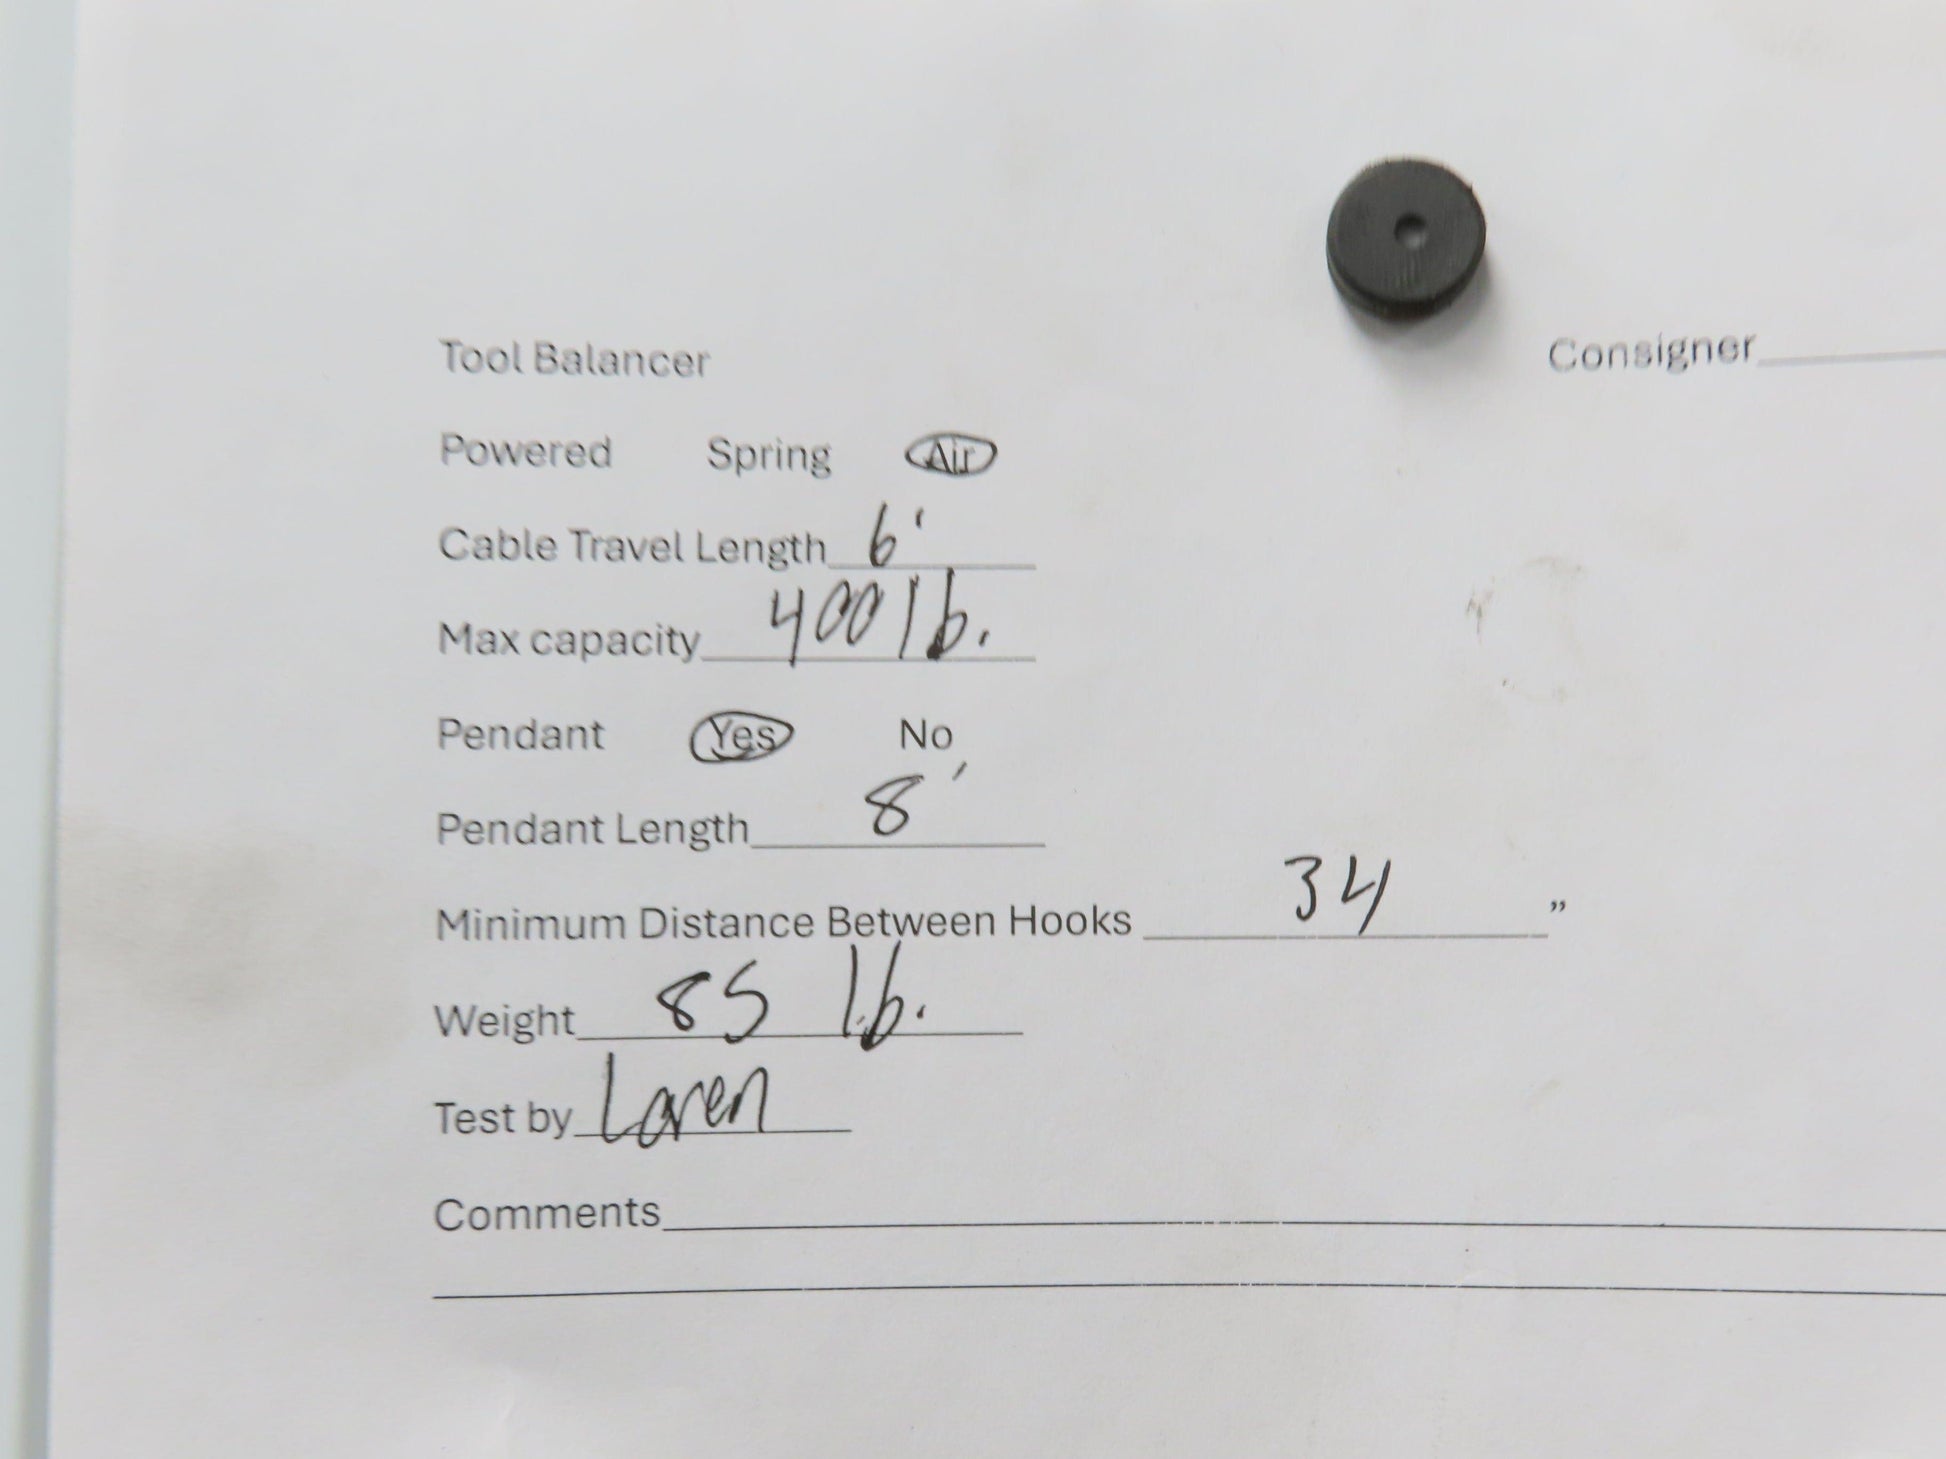 Tool Balancer Consigner
Powered Spring Air
Cable Travel Length 6'
Max capacity 400 lb.
Pendant Yes No
Pendant Length 8'
Minimum Distance Between Hooks 34 ”
Weight 85 lb.
Test by Loren
Comments